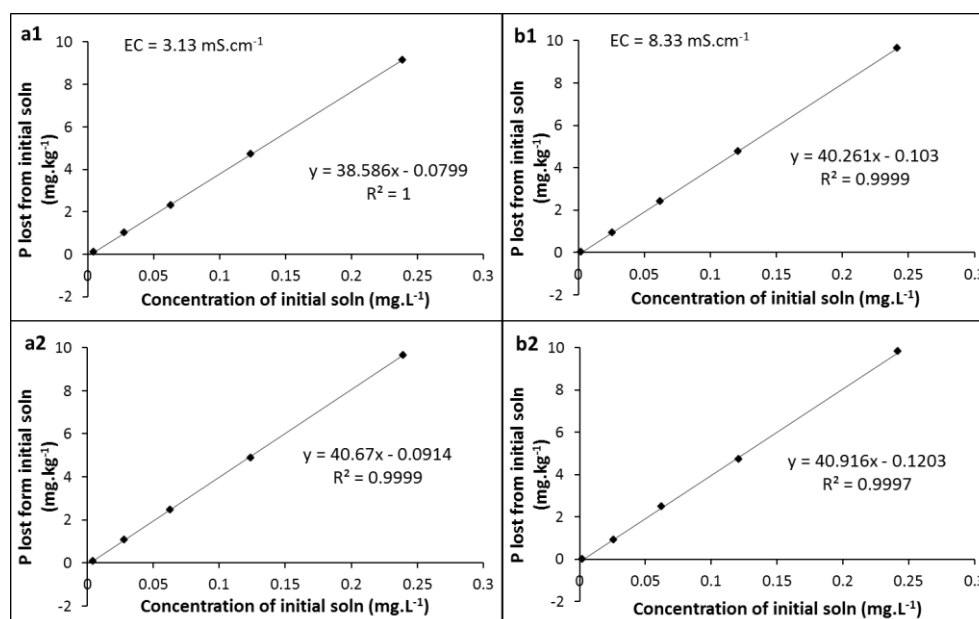 a1
EC = 3.13 mS.cm⁻¹
P lost from initial soln
(mg.kg⁻¹)
10
8
6
4
2
0
-2
y = 38.586x - 0.0799
R² = 1
0 0.05 0.1 0.15 0.2 0.25 0.3
Concentration of initial soln (mg.L⁻¹)
b1
EC = 8.33 mS.cm⁻¹
P lost from initial soln
(mg.kg⁻¹)
10
8
6
4
2
0
-2
y = 40.261x - 0.103
R² = 0.9999
0 0.05 0.1 0.15 0.2 0.25 0.3
Concentration of initial soln (mg.L⁻¹)
a2
P lost form initial soln
(mg.kg⁻¹)
10
8
6
4
2
0
-2
y = 40.67x - 0.0914
R² = 0.9999
0 0.05 0.1 0.15 0.2 0.25 0.3
Concentration of initial soln (mg.L⁻¹)
b2
P lost from initial soln
(mg.kg⁻¹)
10
8
6
4
2
0
-2
y = 40.916x - 0.1203
R² = 0.9997
0 0.05 0.1 0.15 0.2 0.25 0.3
Concentration of initial soln (mg.L⁻¹)